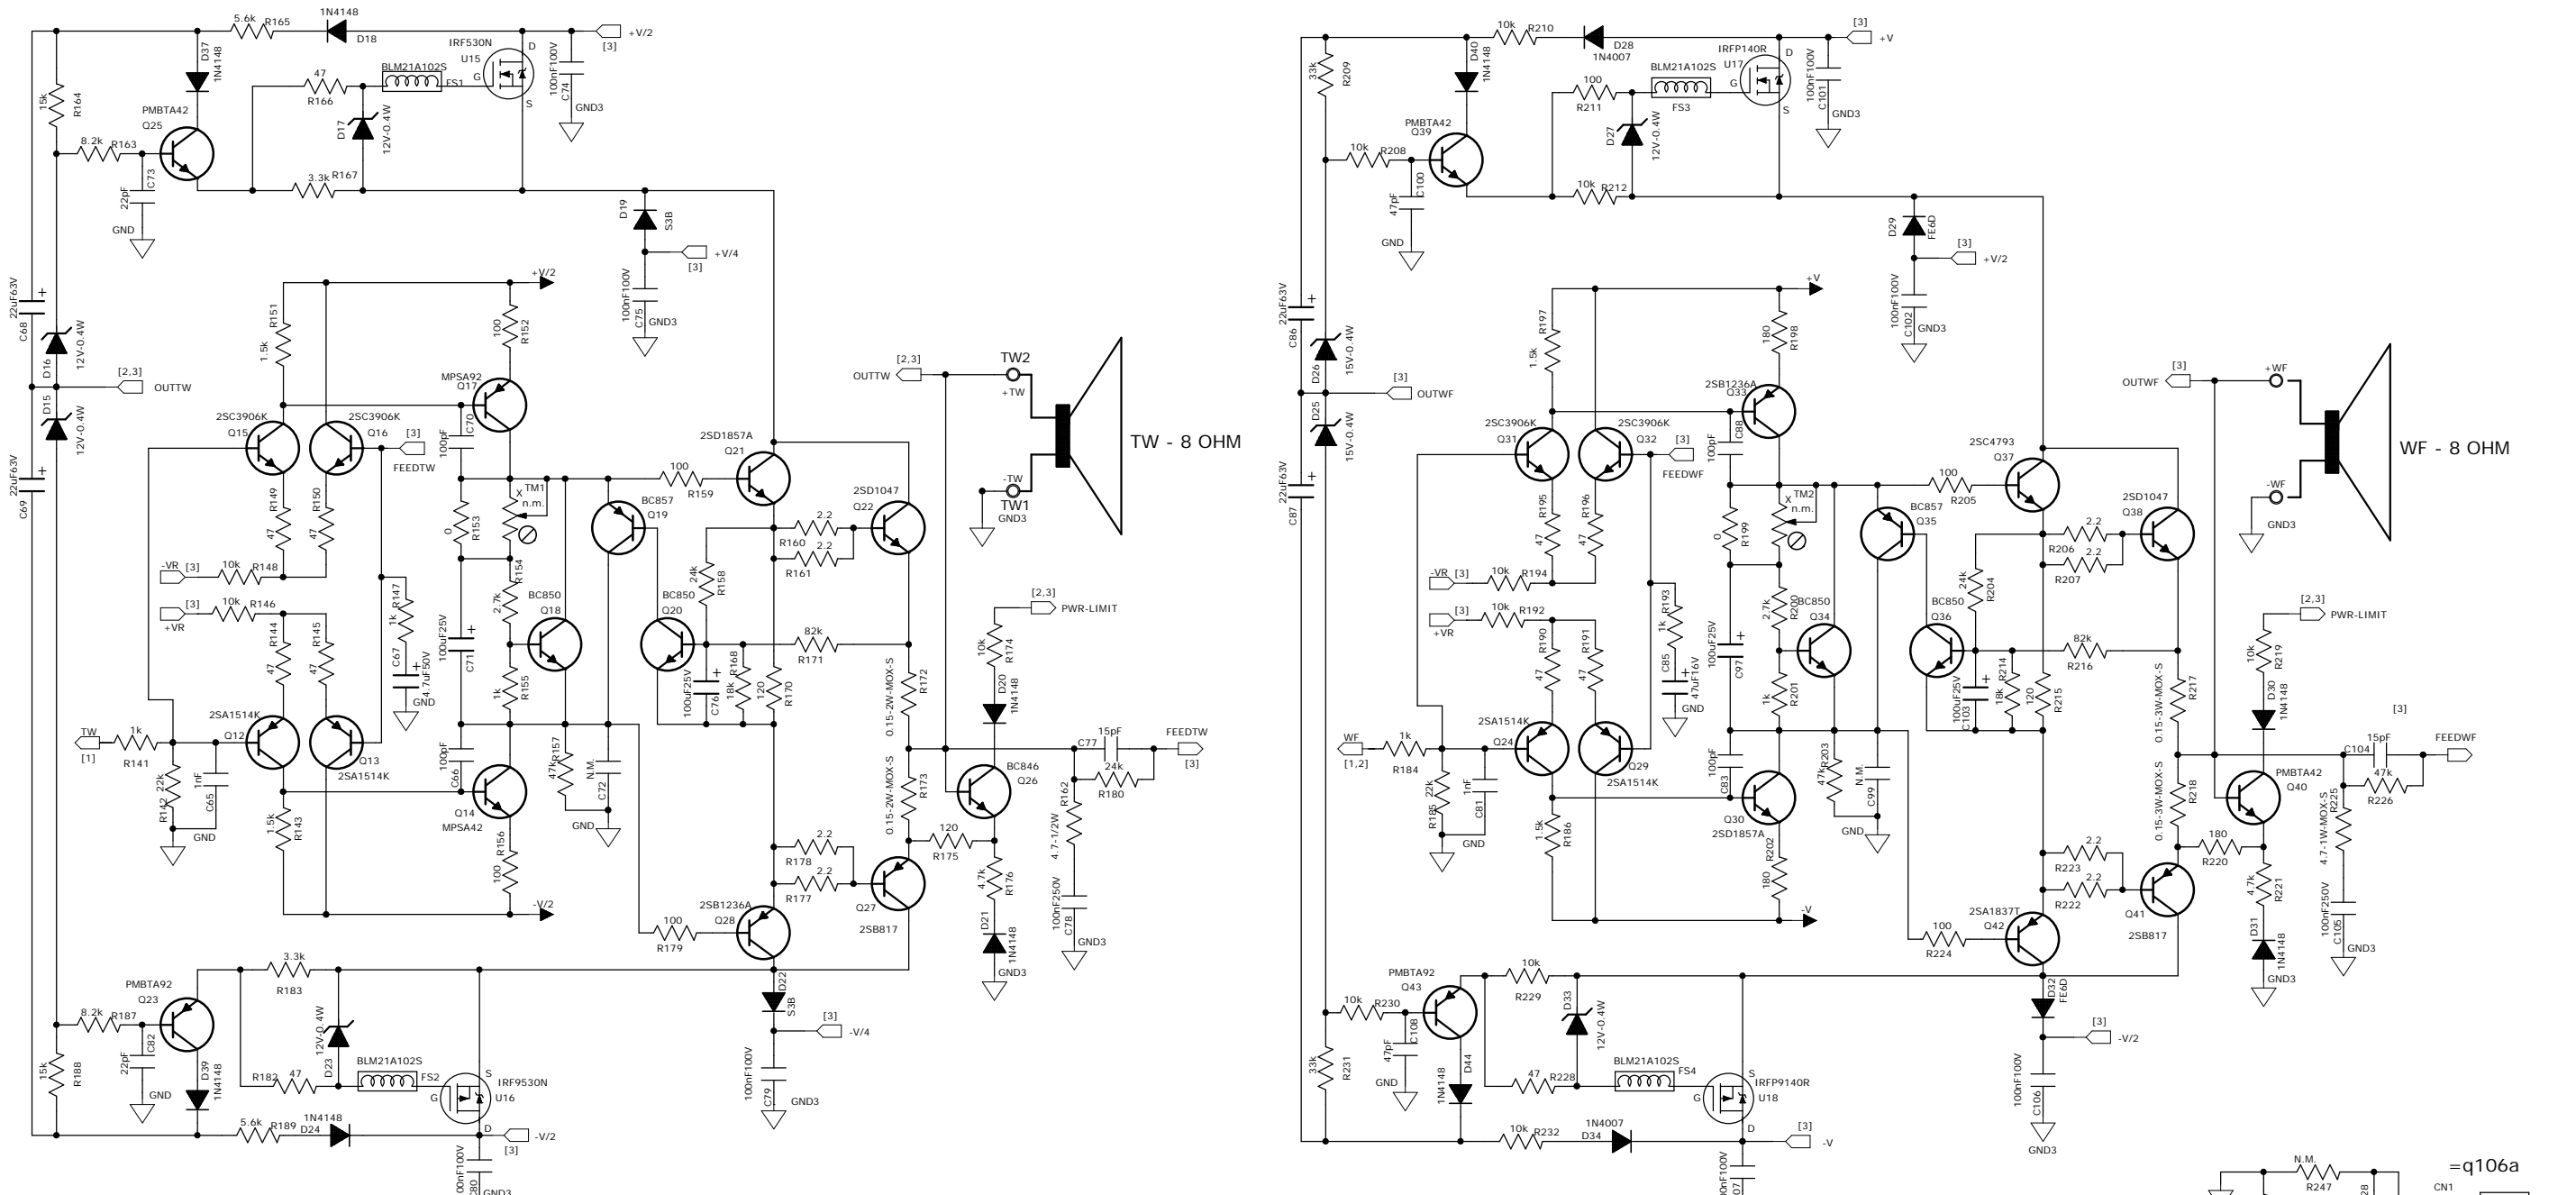 5.6k
R165
1N4148
D18
+V/2
[3]
D37
1N4148
IRF530N
U15
D
G
S
BLM21A102S
FS1
47
R166
100nF100V
C74
GND3
15k
R164
PMBTA42
Q25
D17
12V-0.4W
8.2k
R163
C73
22pF
GND
3.3k
R167
D19
S3B
+V/4
[3]
100nF100V
C75
GND3
22uF63V
+
C68
D16
12V-0.4W
[2,3]
OUTTW
D15
12V-0.4W
22uF63V
+
C69
+V/2
R151
1.5k
100
R152
MPSA92
Q17
C70
100pF
2SC3906K
Q15
2SC3906K
Q16
[3]
FEEDTW
R149
47
R150
47
-VR
[3]
10k
R148
+VR
[3]
10k
R146
R144
47
R145
47
R147
1k
C67
+
4.7uF50V
GND
R153
0
X
TM1
n.m.
R154
2.7k
BC857
Q19
BC850
Q18
BC850
Q20
100uF25V
+
C71
1k
R155
2SD1857A
Q21
100
R159
2SD1047
Q22
2.2
R160
2.2
R161
24k
R158
82k
R171
R168
18k
100uF25V
+
C76
120
R170
[2,3]
OUTTW
TW2
+TW
-TW
TW1
GND3
TW - 8 OHM
[2,3]
PWR-LIMIT
10k
R174
D20
1N4148
0.15-2W-MOX-S
R172
0.15-2W-MOX-S
R173
BC846
Q26
120
R175
4.7k
R176
D21
1N4148
GND3
15pF
C77
FEEDTW
[3]
24k
R180
R162
4.7-1/2W
100nF250V
C78
GND3
TW
[1]
1k
R141
22k
R142
1nF
C65
GND
2SA1514K
Q12
Q13
2SA1514K
1.5k
R143
C66
100pF
Q14
MPSA42
R156
100
-V/2
R157
47k
N.M.
C72
GND
2.2
R178
2.2
R177
Q27
2SB817
2SB1236A
Q28
100
R179
D22
S3B
[3]
-V/4
100nF100V
C79
GND3
PMBTA92
Q23
3.3k
R183
8.2k
R187
C82
22pF
GND
15k
R188
D39
1N4148
12V-0.4W
D23
R182
47
BLM21A102S
FS2
IRF9530N
U16
S
G
D
5.6k
R189
1N4148
D24
-V/2
[3]
GND3
10k
R210
D28
1N4007
[3]
+V
D40
1N4148
IRFP140R
U17
D
G
S
BLM21A102S
FS3
100
R211
100nF100V
C101
GND3
33k
R209
PMBTA42
Q39
D27
12V-0.4W
10k
R208
C100
47pF
GND
10k
R212
D29
FE6D
[3]
+V/2
100nF100V
C102
GND3
22uF63V
+
C86
D26
15V-0.4W
[3]
OUTWF
D25
15V-0.4W
22uF63V
+
C87
+V
R197
1.5k
180
R198
2SB1236A
Q33
C88
100pF
2SC3906K
Q31
2SC3906K
Q32
[3]
FEEDWF
R195
47
R196
47
-VR
[3]
10k
R194
+VR
[3]
10k
R192
R190
47
R191
47
R193
1k
C85
+
47uF16V
GND
R199
0
X
TM2
n.m.
2.7k
R200
BC857
Q35
BC850
Q34
BC850
Q36
100uF25V
+
C97
1k
R201
2SC4793
Q37
100
R205
2SD1047
Q38
2.2
R206
2.2
R207
24k
R204
82k
R216
R214
18k
100uF25V
+
C103
120
R215
[3]
OUTWF
+WF
-WF
GND3
WF - 8 OHM
[2,3]
PWR-LIMIT
10k
R219
D30
1N4148
0.15-3W-MOX-S
R217
0.15-3W-MOX-S
R218
PMBTA42
Q40
180
R220
4.7k
R221
D31
1N4148
GND3
[3]
15pF
C104
FEEDWF
47k
R226
R225
4.7-1W-MOX-S
100nF250V
C105
GND3
WF
[1,2]
1k
R184
22k
R185
1nF
C81
GND
2SA1514K
Q24
Q29
2SA1514K
1.5k
R186
100pF
C83
Q30
2SD1857A
R202
180
-V
R203
47k
N.M.
C99
GND
2.2
R223
2.2
R222
Q41
2SB817
2SA1837T
Q42
100
R224
D32
FE6D
[3]
-V/2
100nF100V
C106
GND3
PMBTA92
Q43
10k
R229
10k
R230
C108
47pF
GND
33k
R231
D44
1N4148
D33
12V-0.4W
47
R228
BLM21A102S
FS4
IRFP9140R
U18
S
G
D
10k
R232
1N4007
D34
[3]
-V
N.M.
R247
=q106a
CN1